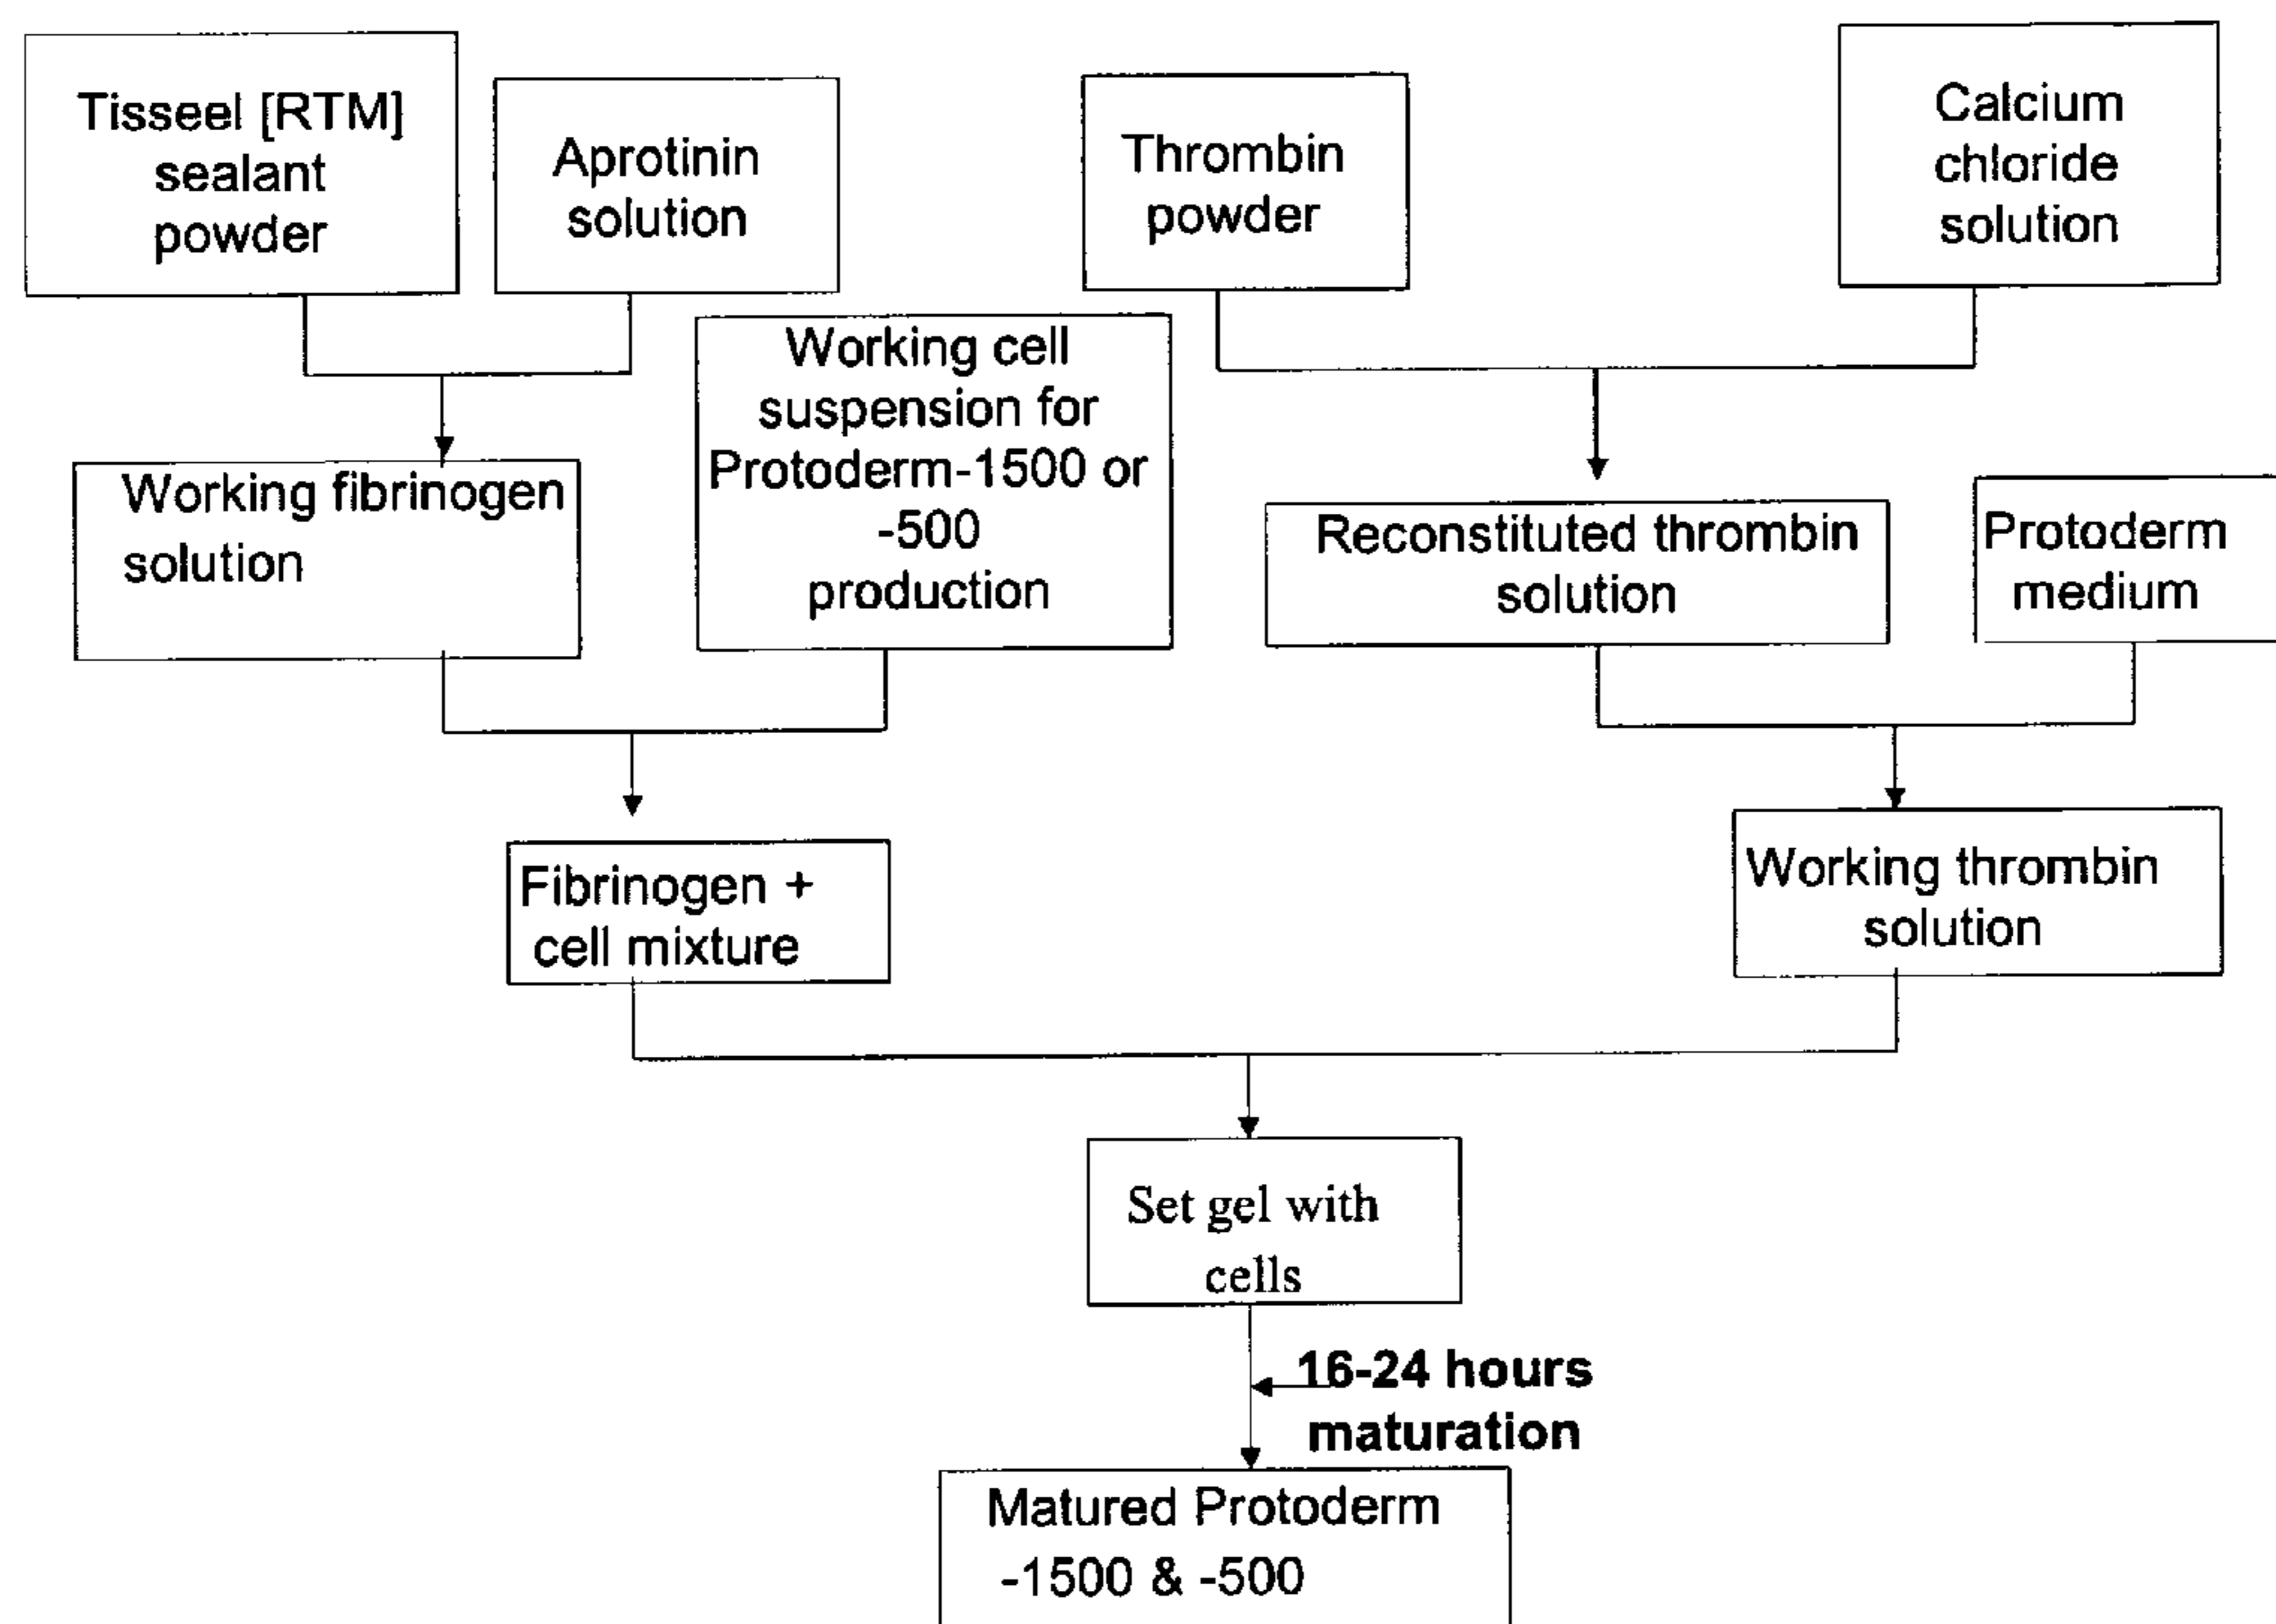 Tisseel [RTM]
sealant
powder
Aprotinin
solution
Thrombin
powder
Calcium
chloride
solution
Working cell
suspension for
Protoderm-1500 or
-500
production
Working fibrinogen
solution
Reconstituted thrombin
solution
Protoderm
medium
Fibrinogen +
cell mixture
Working thrombin
solution
Set gel with
cells
16-24 hours
maturation
Matured Protoderm
-1500 & -500